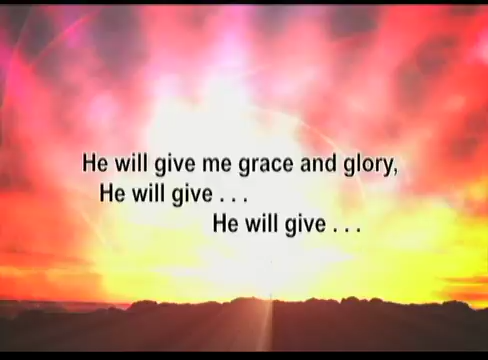 He will give me grace and glory,
He will give . . .
He will give . . .